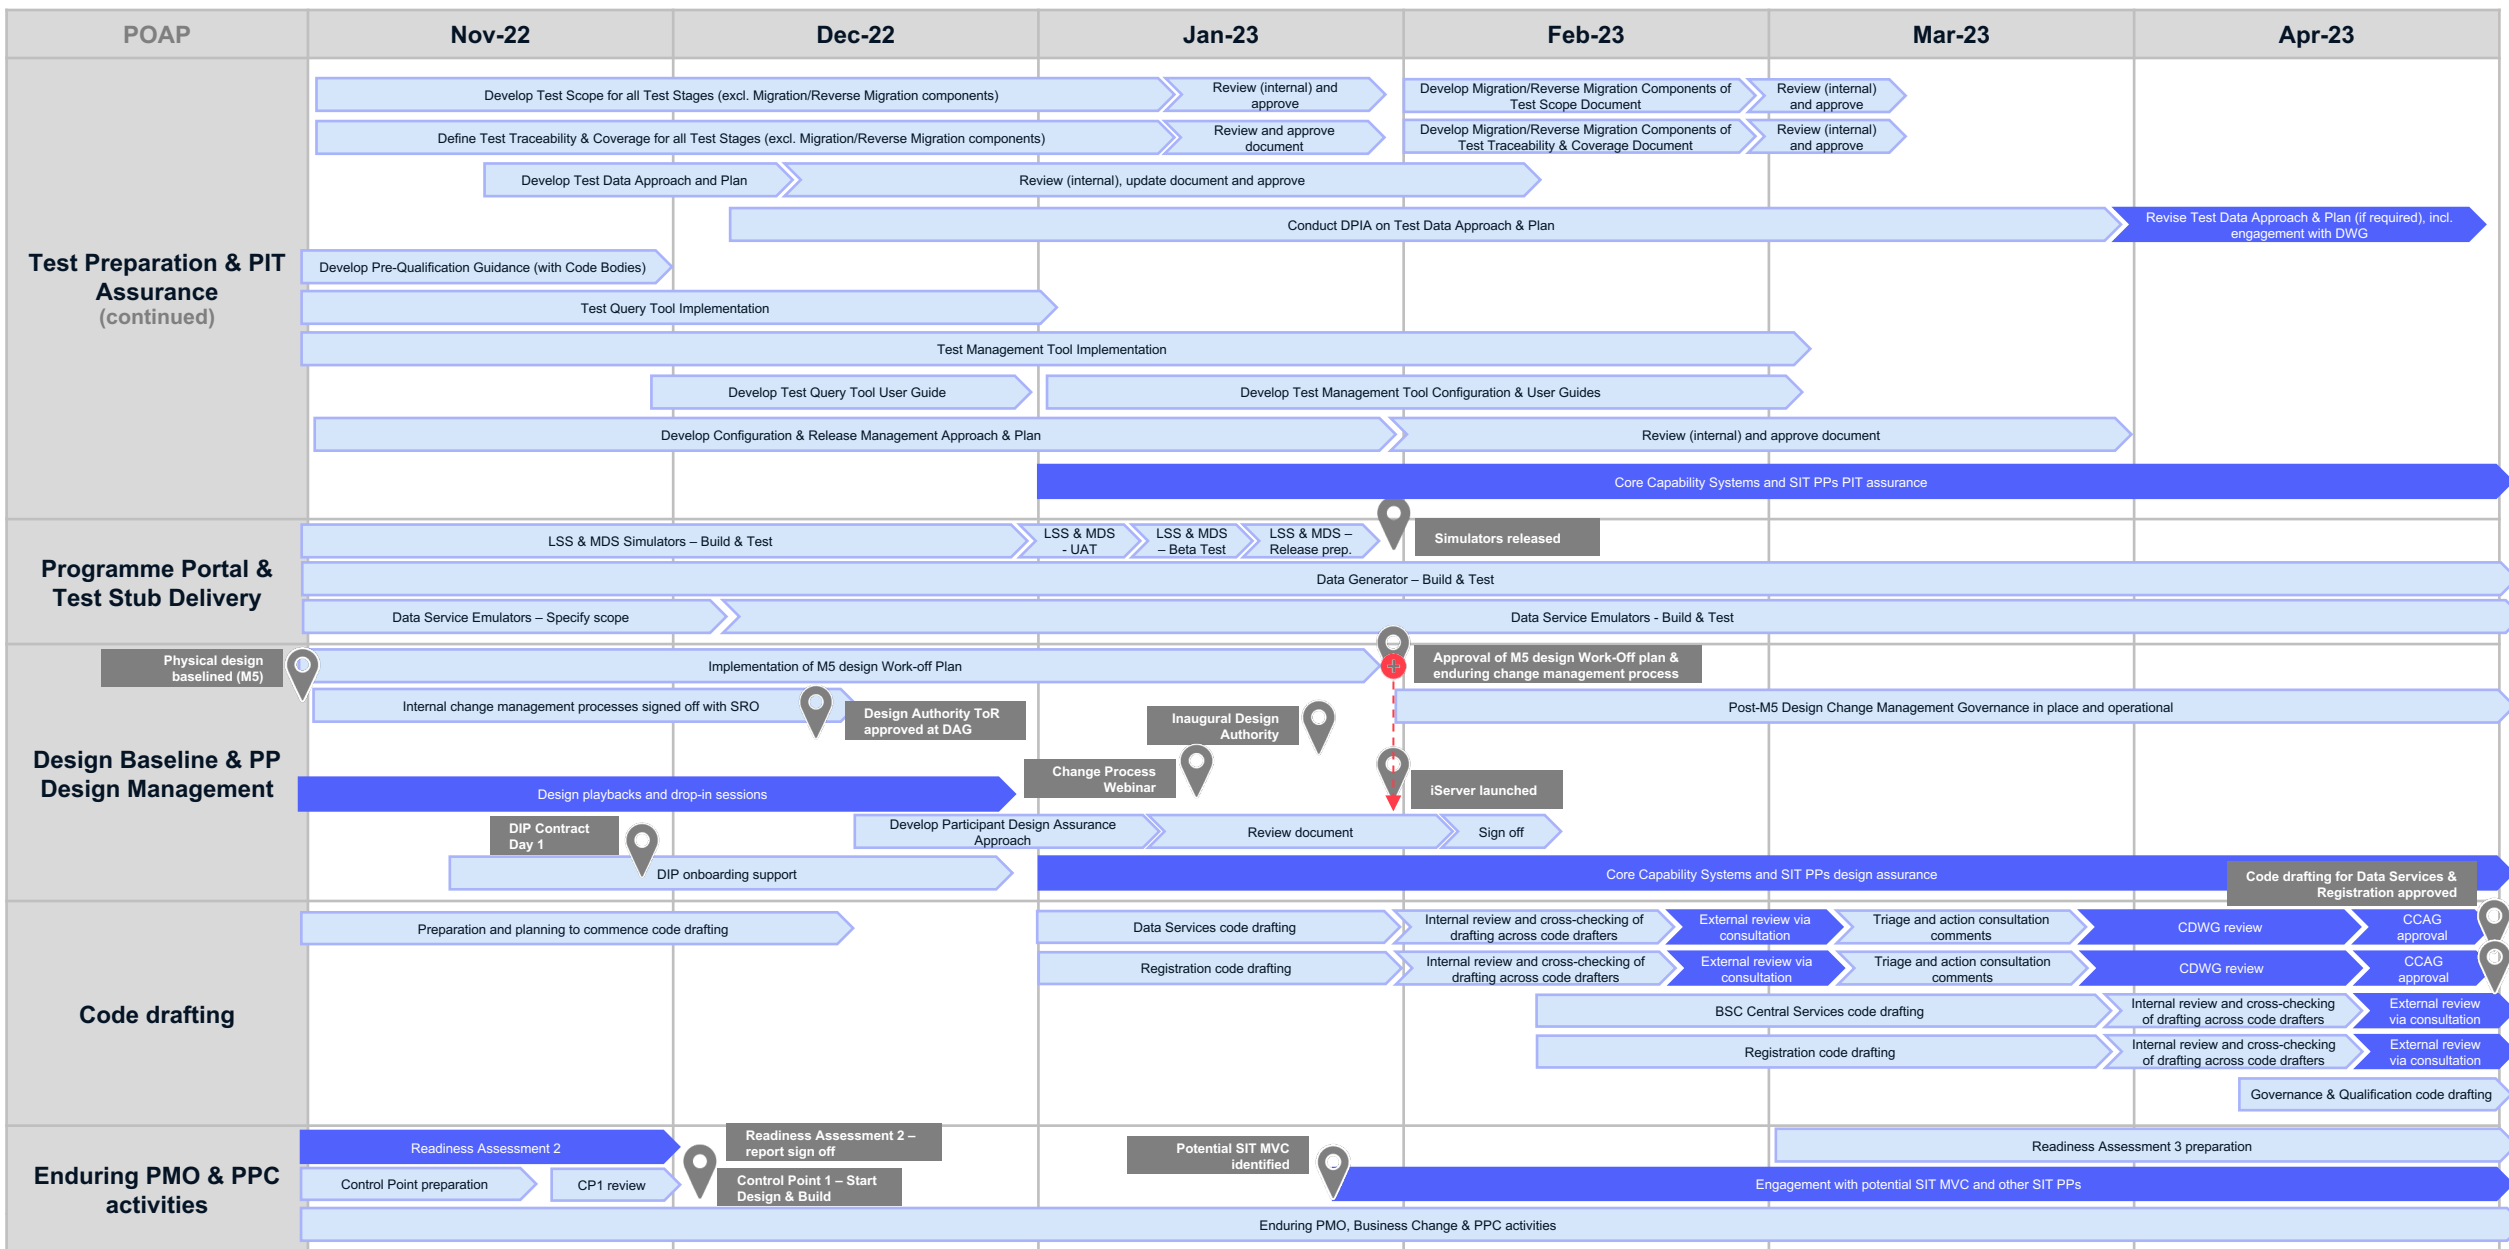 POAP
Nov-22
Dec-22
Jan-23
Feb-23
Mar-23
Apr-23
Test Preparation & PIT
Assurance
(continued)
Develop Test Scope for all Test Stages (excl. Migration/Reverse Migration components)
Review (internal) and
approve
Develop Migration/Reverse Migration Components of
Test Scope Document
Review (internal)
and approve
Define Test Traceability & Coverage for all Test Stages (excl. Migration/Reverse Migration components)
Review and approve
document
Develop Migration/Reverse Migration Components of
Test Traceability & Coverage Document
Review (internal)
and approve
Develop Test Data Approach and Plan
Review (internal), update document and approve
Conduct DPIA on Test Data Approach & Plan
Revise Test Data Approach & Plan (if required), incl.
engagement with DWG
Develop Pre-Qualification Guidance (with Code Bodies)
Test Query Tool Implementation
Test Management Tool Implementation
Develop Test Query Tool User Guide
Develop Test Management Tool Configuration & User Guides
Develop Configuration & Release Management Approach & Plan
Review (internal) and approve document
Core Capability Systems and SIT PPs PIT assurance
Programme Portal &
Test Stub Delivery
LSS & MDS Simulators – Build & Test
LSS & MDS
- UAT
LSS & MDS
– Beta Test
LSS & MDS –
Release prep.
Simulators released
Data Generator – Build & Test
Data Service Emulators – Specify scope
Data Service Emulators - Build & Test
Design Baseline & PP
Design Management
Physical design
baselined (M5)
Implementation of M5 design Work-off Plan
Approval of M5 design Work-Off plan &
enduring change management process
Internal change management processes signed off with SRO
Design Authority ToR
approved at DAG
Inaugural Design
Authority
Post-M5 Design Change Management Governance in place and operational
Change Process
Webinar
iServer launched
Design playbacks and drop-in sessions
DIP Contract
Day 1
Develop Participant Design Assurance
Approach
Review document
Sign off
DIP onboarding support
Core Capability Systems and SIT PPs design assurance
Code drafting for Data Services &
Registration approved
Code drafting
Preparation and planning to commence code drafting
Data Services code drafting
Internal review and cross-checking of
drafting across code drafters
External review via
consultation
Triage and action consultation
comments
CDWG review
CCAG
approval
Registration code drafting
Internal review and cross-checking of
drafting across code drafters
External review via
consultation
Triage and action consultation
comments
CDWG review
CCAG
approval
BSC Central Services code drafting
Internal review and cross-checking
of drafting across code drafters
External review
via consultation
Registration code drafting
Internal review and cross-checking
of drafting across code drafters
External review
via consultation
Governance & Qualification code drafting
Enduring PMO & PPC
activities
Readiness Assessment 2
Readiness Assessment 2 –
report sign off
Potential SIT MVC
identified
Readiness Assessment 3 preparation
Control Point preparation
CP1 review
Control Point 1 – Start
Design & Build
Engagement with potential SIT MVC and other SIT PPs
Enduring PMO, Business Change & PPC activities